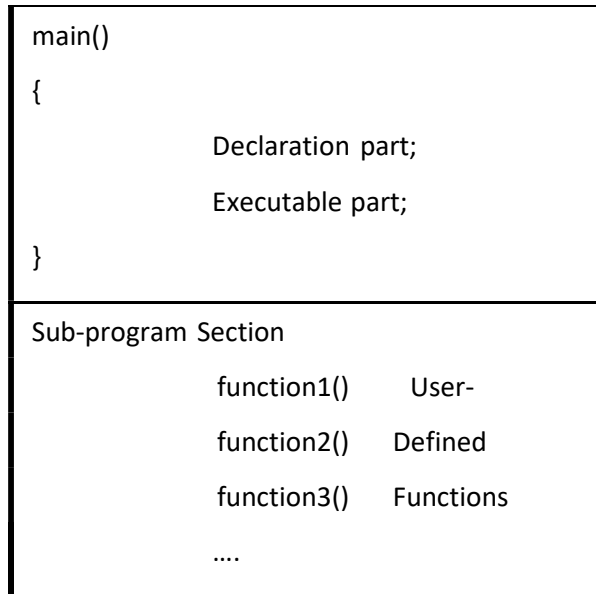 main()
{
Declaration part;
Executable part;
}
Sub-program Section
function1() User-
function2() Defined
function3() Functions
....